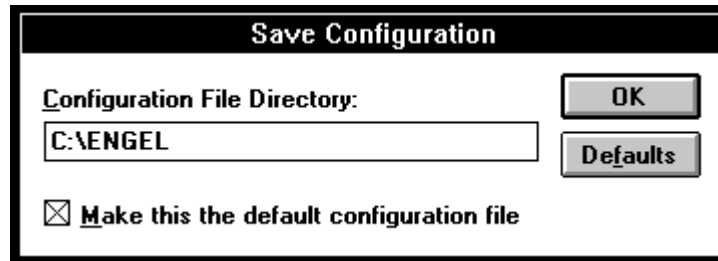 Save Configuration
Configuration File Directory:
OK
C:\ENGEL
Defaults
Make this the default configuration file